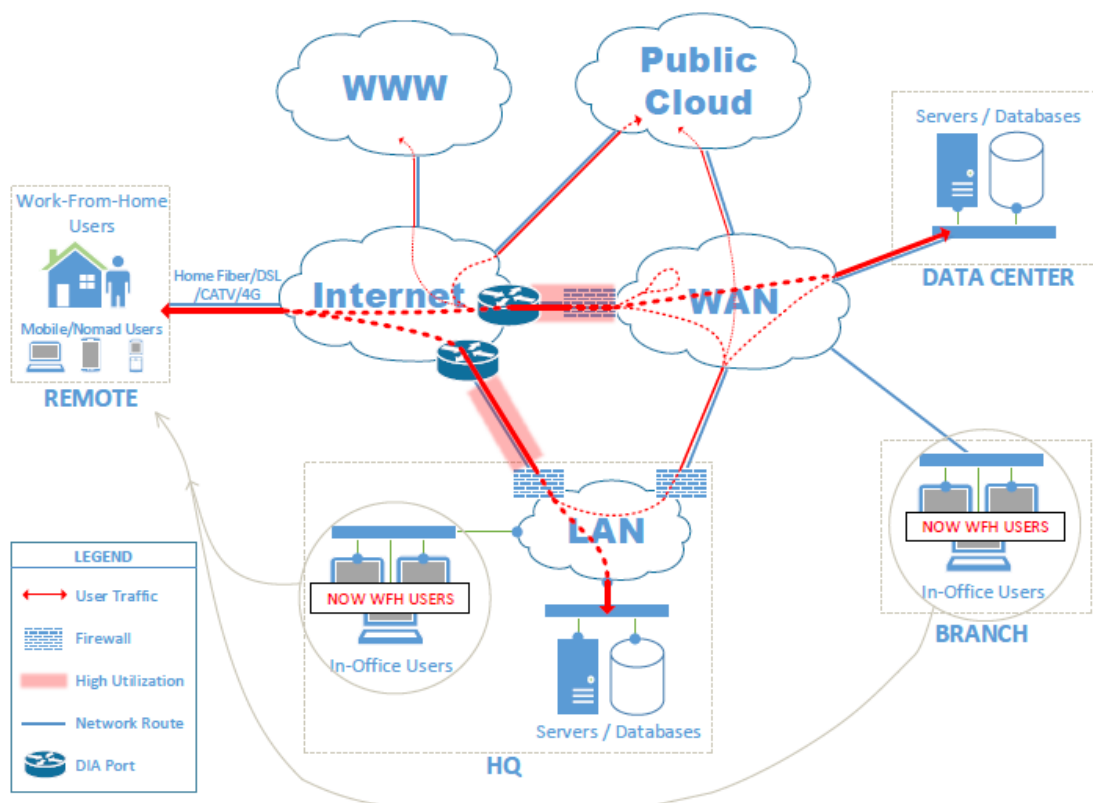 WWW
Public
Cloud
Servers / Databases
DATA CENTER
Work-From-Home
Users
Mobile/Nomad Users
REMOTE
Home Fiber/DSL
/CATV/4G
Internet
WAN
LAN
NOW WFH USERS
In-Office Users
Servers / Databases
HQ
NOW WFH USERS
In-Office Users
BRANCH
LEGEND
User Traffic
Firewall
High Utilization
Network Route
DIA Port